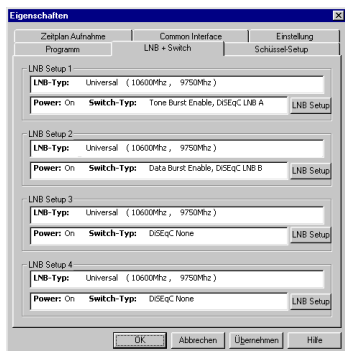 Eigenschaften
Zeitplan Aufnahme Common Interface Einstellung
Programm LNB + Switch Schüssel-Setup
LNB Setup 1
LNB-Typ: Universal (10600Mhz, 9750Mhz)
Power: On Switch-Typ: Tone Burst Enable, DiSEqC LNB A LNB Setup
LNB Setup 2
LNB-Typ: Universal (10600Mhz, 9750Mhz)
Power: On Switch-Typ: Data Burst Enable, DiSEqC LNB B LNB Setup
LNB Setup 3
LNB-Typ: Universal (10600Mhz, 9750Mhz)
Power: On Switch-Typ: DiSEqC None LNB Setup
LNB Setup 4
LNB-Typ: Universal (10600Mhz, 9750Mhz)
Power: On Switch-Typ: DiSEqC None LNB Setup
OK Abbrechen Übernehmen Hilfe